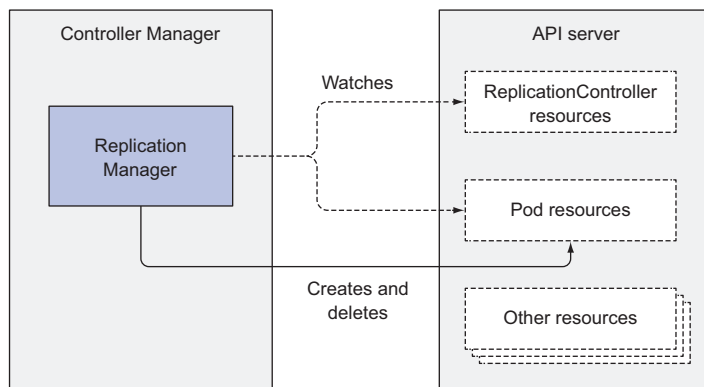 Controller Manager
API server
Watches
ReplicationController
resources
Replication
Manager
Pod resources
Creates and
deletes
Other resources